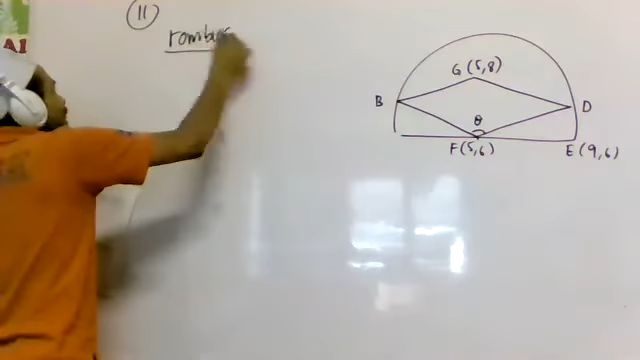 11
rombus
G(5,8)
B
D
θ
F(5,6)
E(9,6)
AI